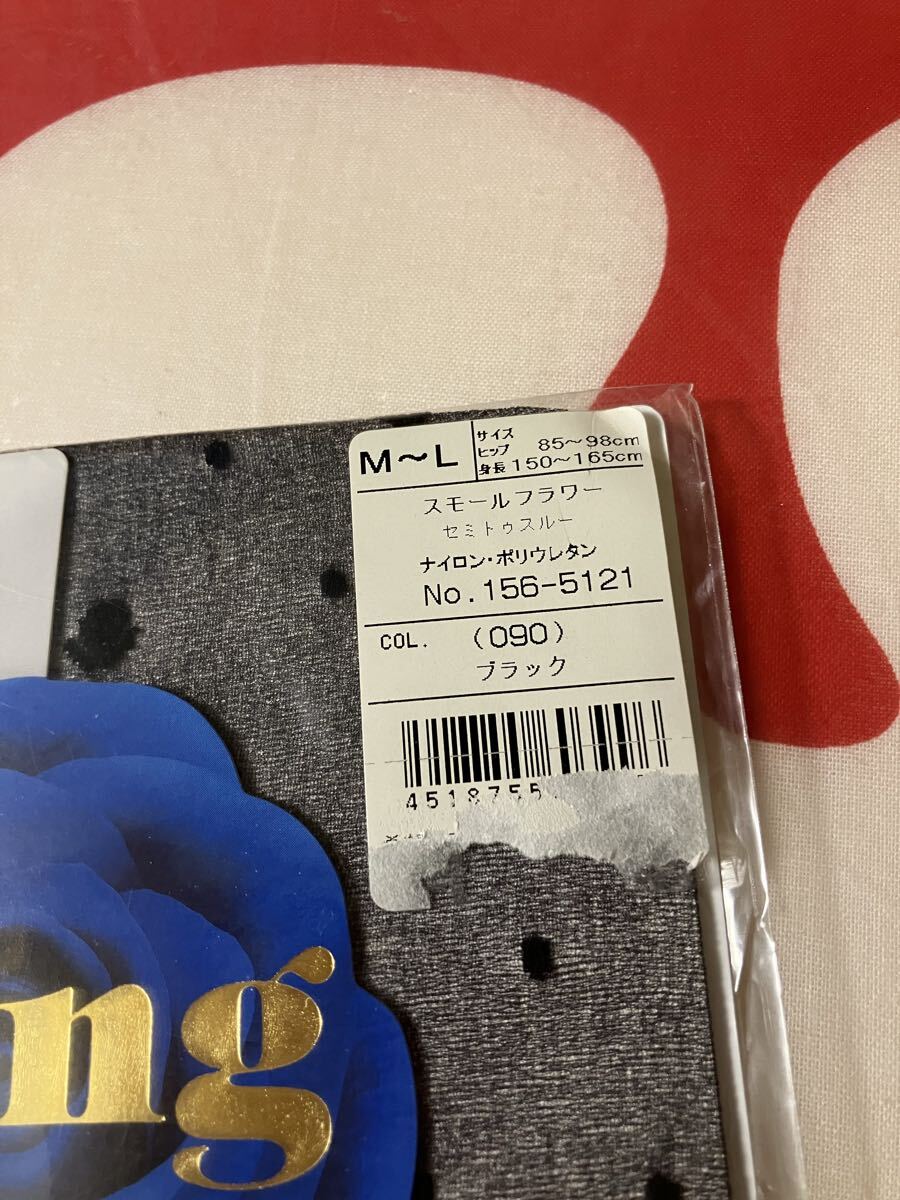 M～L
サイズ
ヒップ 85～98cm
身長 150～165cm
スモールフラワー
セミトゥスルー
ナイロン・ポリウレタン
No.156-5121
COL. (090)
ブラック
4518755
ng